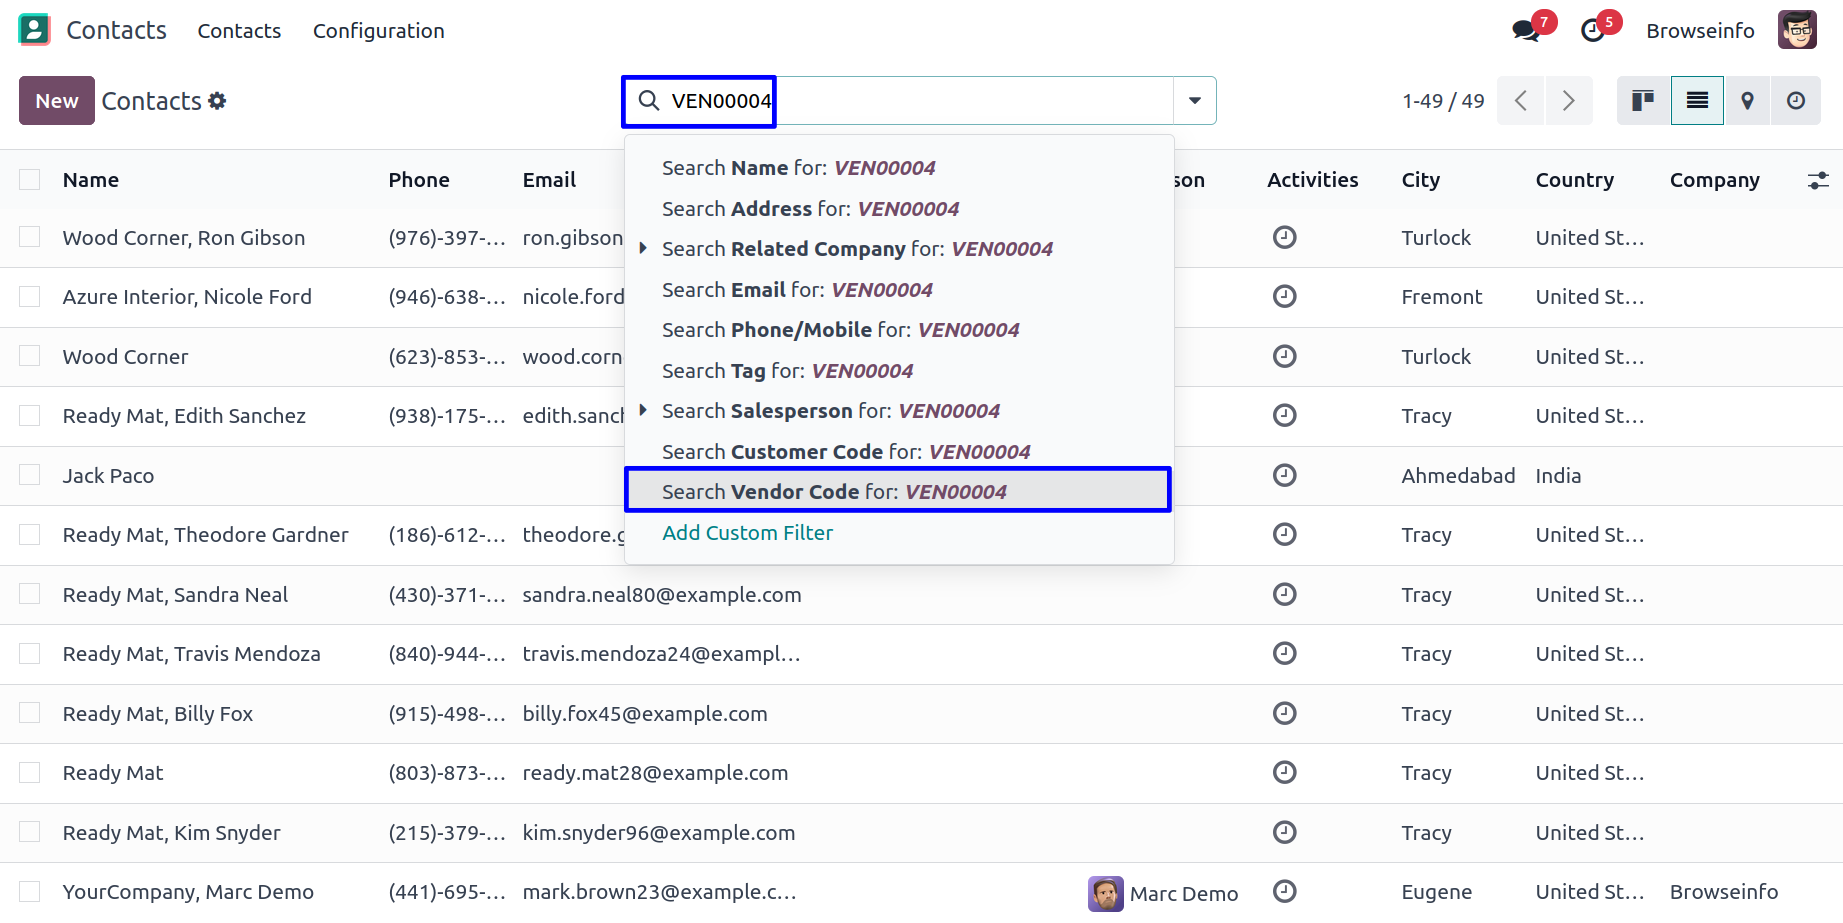 Contacts Contacts Configuration 7 5 Browseinfo
New Contacts VEN00004 1-49 / 49
Search Name for: VEN00004
Search Address for: VEN00004
Search Related Company for: VEN00004
Search Email for: VEN00004
Search Phone/Mobile for: VEN00004
Search Tag for: VEN00004
Search Salesperson for: VEN00004
Search Customer Code for: VEN00004
Search Vendor Code for: VEN00004
Add Custom Filter
Name Phone Email son Activities City Country Company
Wood Corner, Ron Gibson (976)-397-... ron.gibson Turlock United St...
Azure Interior, Nicole Ford (946)-638-... nicole.ford Fremont United St...
Wood Corner (623)-853-... wood.corn Turlock United St...
Ready Mat, Edith Sanchez (938)-175-... edith.sanch Tracy United St...
Jack Paco Ahmedabad India
Ready Mat, Theodore Gardner (186)-612-... theodore.g Tracy United St...
Ready Mat, Sandra Neal (430)-371-... sandra.neal80@example.com Tracy United St...
Ready Mat, Travis Mendoza (840)-944-... travis.mendoza24@exampl... Tracy United St...
Ready Mat, Billy Fox (915)-498-... billy.fox45@example.com Tracy United St...
Ready Mat (803)-873-... ready.mat28@example.com Tracy United St...
Ready Mat, Kim Snyder (215)-379-... kim.snyder96@example.com Tracy United St...
YourCompany, Marc Demo (441)-695-... mark.brown23@example.c... Marc Demo Eugene United St... Browseinfo